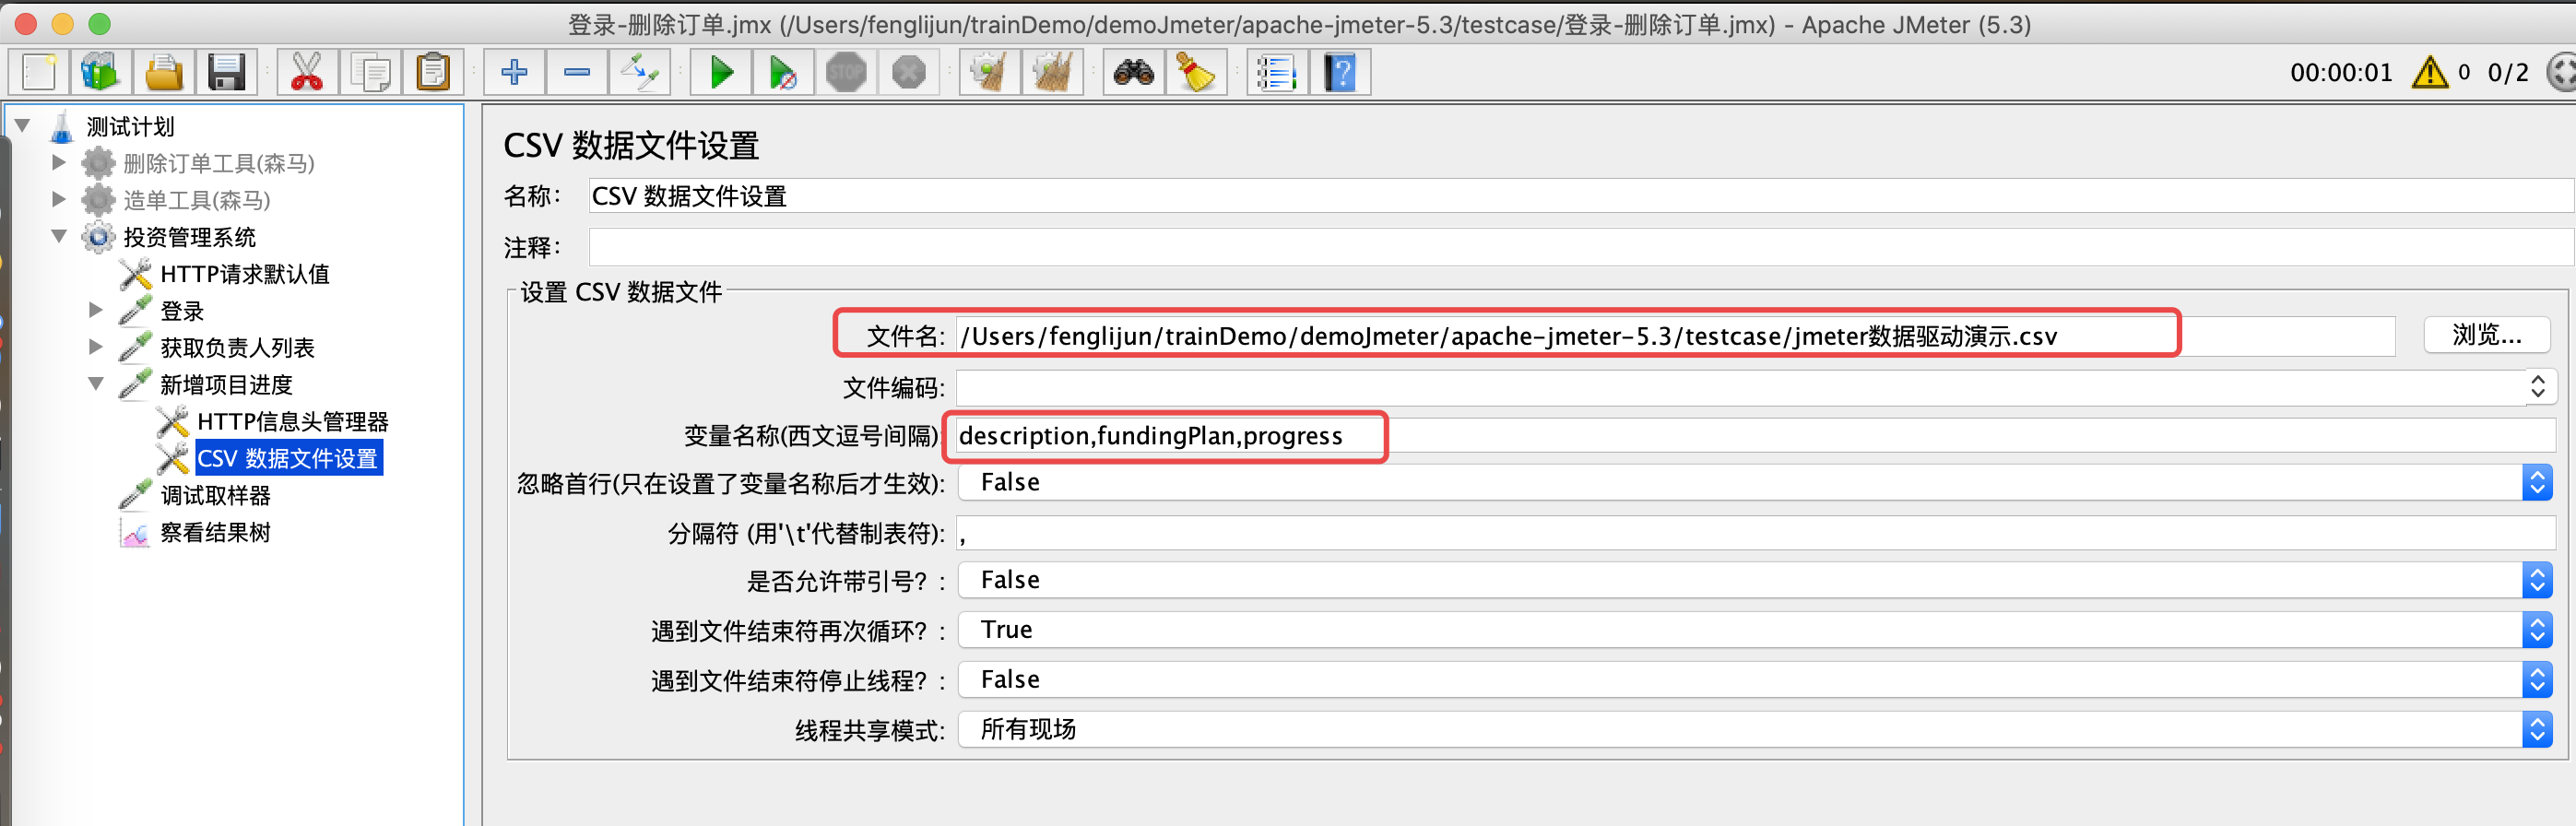 登录-删除订单.jmx (/Users/fenglijun/trainDemo/demoJmeter/apache-jmeter-5.3/testcase/登录-删除订单.jmx) - Apache JMeter (5.3)
STOP
00:00:01 0 0/2
测试计划
删除订单工具(森马)
造单工具(森马)
投资管理系统
HTTP请求默认值
登录
获取负责人列表
新增项目进度
HTTP信息头管理器
CSV 数据文件设置
调试取样器
察看结果树
CSV 数据文件设置
名称: CSV 数据文件设置
注释:
设置 CSV 数据文件
文件名: /Users/fenglijun/trainDemo/demoJmeter/apache-jmeter-5.3/testcase/jmeter数据驱动演示.csv 浏览...
文件编码:
变量名称(西文逗号间隔): description,fundingPlan,progress
忽略首行(只在设置了变量名称后才生效): False
分隔符 (用'\t'代替制表符): ,
是否允许带引号? : False
遇到文件结束符再次循环? : True
遇到文件结束符停止线程? : False
线程共享模式: 所有现场